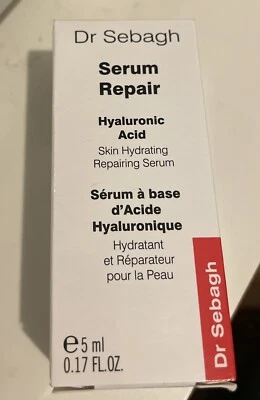 Dr Sebagh
Serum
Repair
Hyaluronic
Acid
Skin Hydrating
Repairing Serum
Sérum à base
d'Acide
Hyaluronique
Hydratant
et Réparateur
pour la Peau
e5 ml
0.17 FL.OZ.
Dr Sebagh